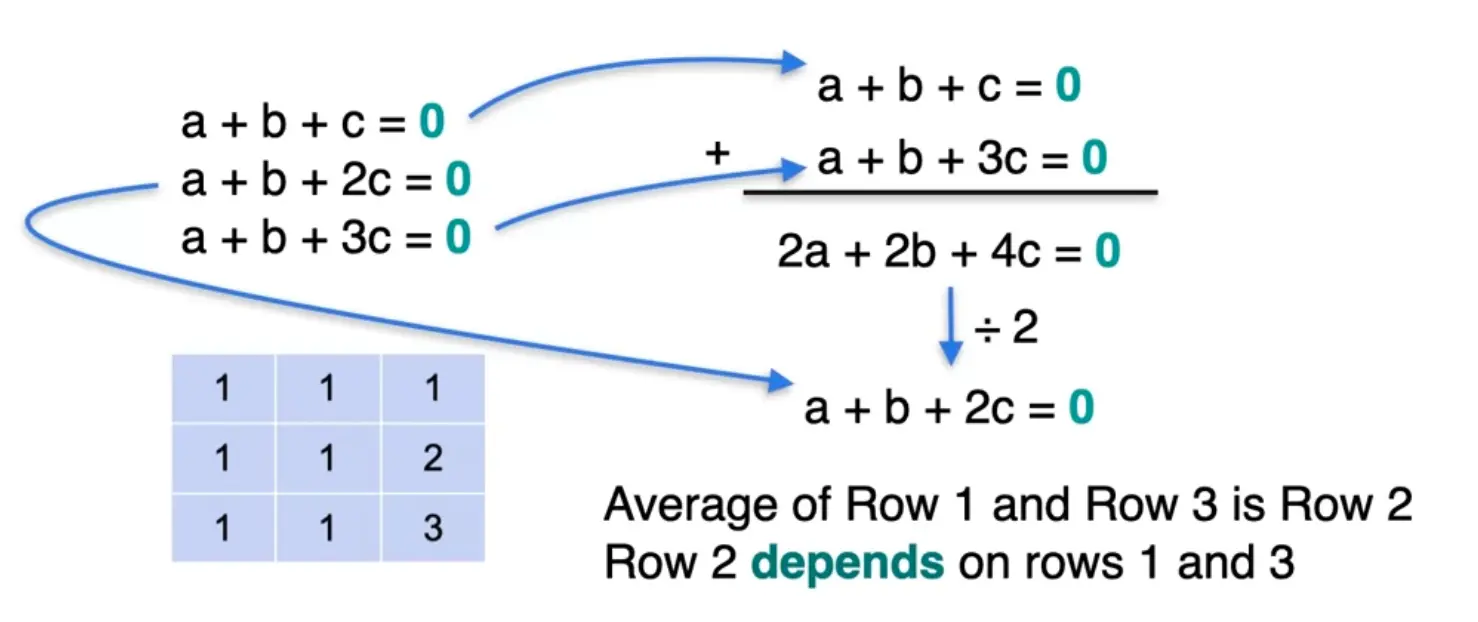 a + b + c = 0
a + b + 2c = 0
a + b + 3c = 0
a + b + c = 0
+ a + b + 3c = 0
2a + 2b + 4c = 0
÷ 2
a + b + 2c = 0
1 1 1
1 1 2
1 1 3
Average of Row 1 and Row 3 is Row 2
Row 2 depends on rows 1 and 3